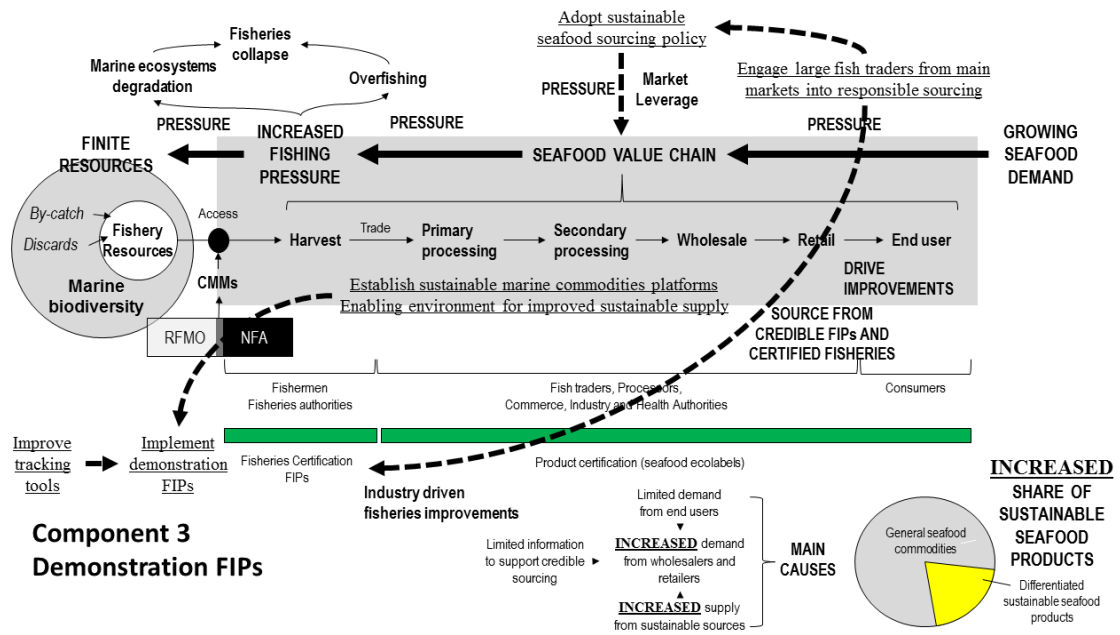 Adopt sustainable
seafood sourcing policy
Fisheries
collapse
Marine ecosystems
degradation
Overfishing
PRESSURE
Market
Leverage
Engage large fish traders from main
markets into responsible sourcing
PRESSURE
PRESSURE
PRESSURE
FINITE
RESOURCES
INCREASED
FISHING
PRESSURE
SEAFOOD VALUE CHAIN
GROWING
SEAFOOD
DEMAND
By-catch
Discards
Fishery
Resources
Marine
biodiversity
Access
CMMs
Harvest
Trade
Primary
processing
Secondary
processing
Wholesale
Retail
End user
DRIVE
IMPROVEMENTS
Establish sustainable marine commodities platforms
Enabling environment for improved sustainable supply
SOURCE FROM
CREDIBLE FIPs AND
CERTIFIED FISHERIES
RFMO
NFA
Fishermen
Fisheries authorities
Fish traders, Processors,
Commerce, Industry and Health Authorities
Consumers
Improve
tracking
tools
Implement
demonstration
FIPs
Fisheries Certification
FIPs
Product certification (seafood ecolabels)
Industry driven
fisheries improvements
Component 3
Demonstration FIPs
Limited information
to support credible
sourcing
Limited demand
from end users
INCREASED demand
from wholesalers and
retailers
INCREASED supply
from sustainable sources
MAIN
CAUSES
General seafood
commodities
INCREASED
SHARE OF
SUSTAINABLE
SEAFOOD
PRODUCTS
Differentiated
sustainable seafood
products